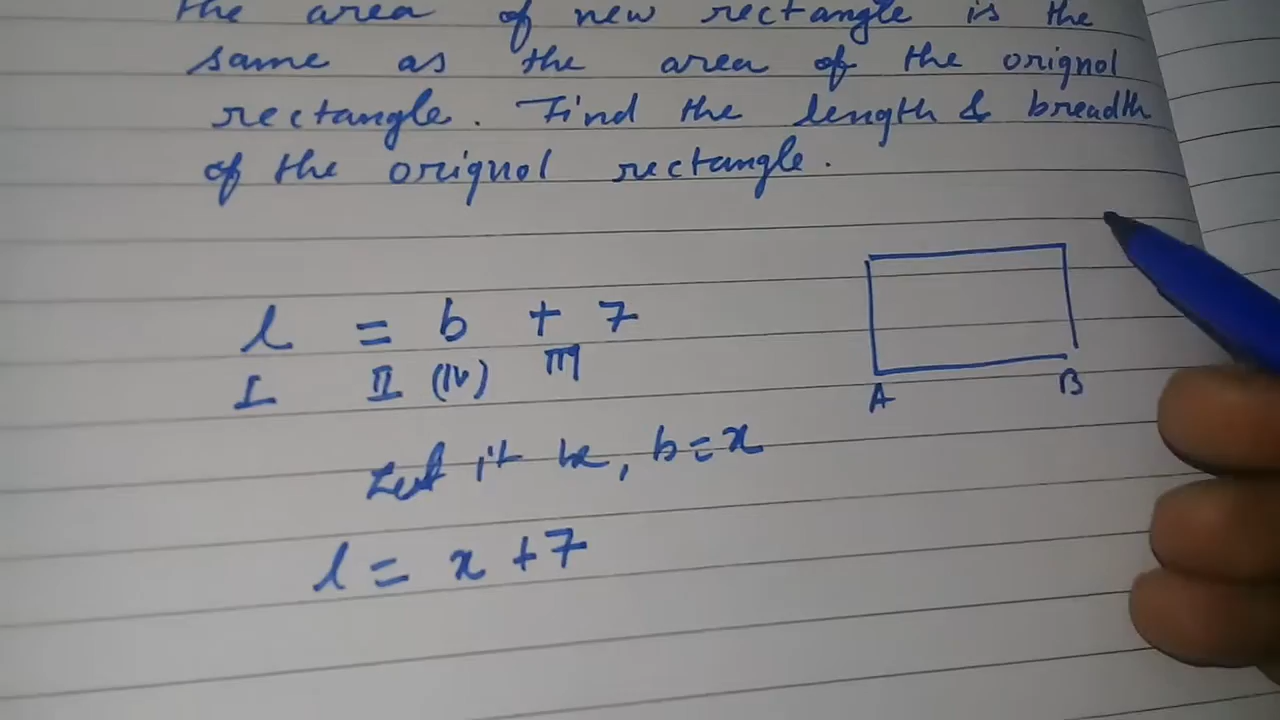 the area of new rectangle is the
same as the area of the orignol
rectangle. Find the length & breadth
of the orignol rectangle.
l = b + 7
I II (IV) III
Let it be, b = x
l = x + 7
A B